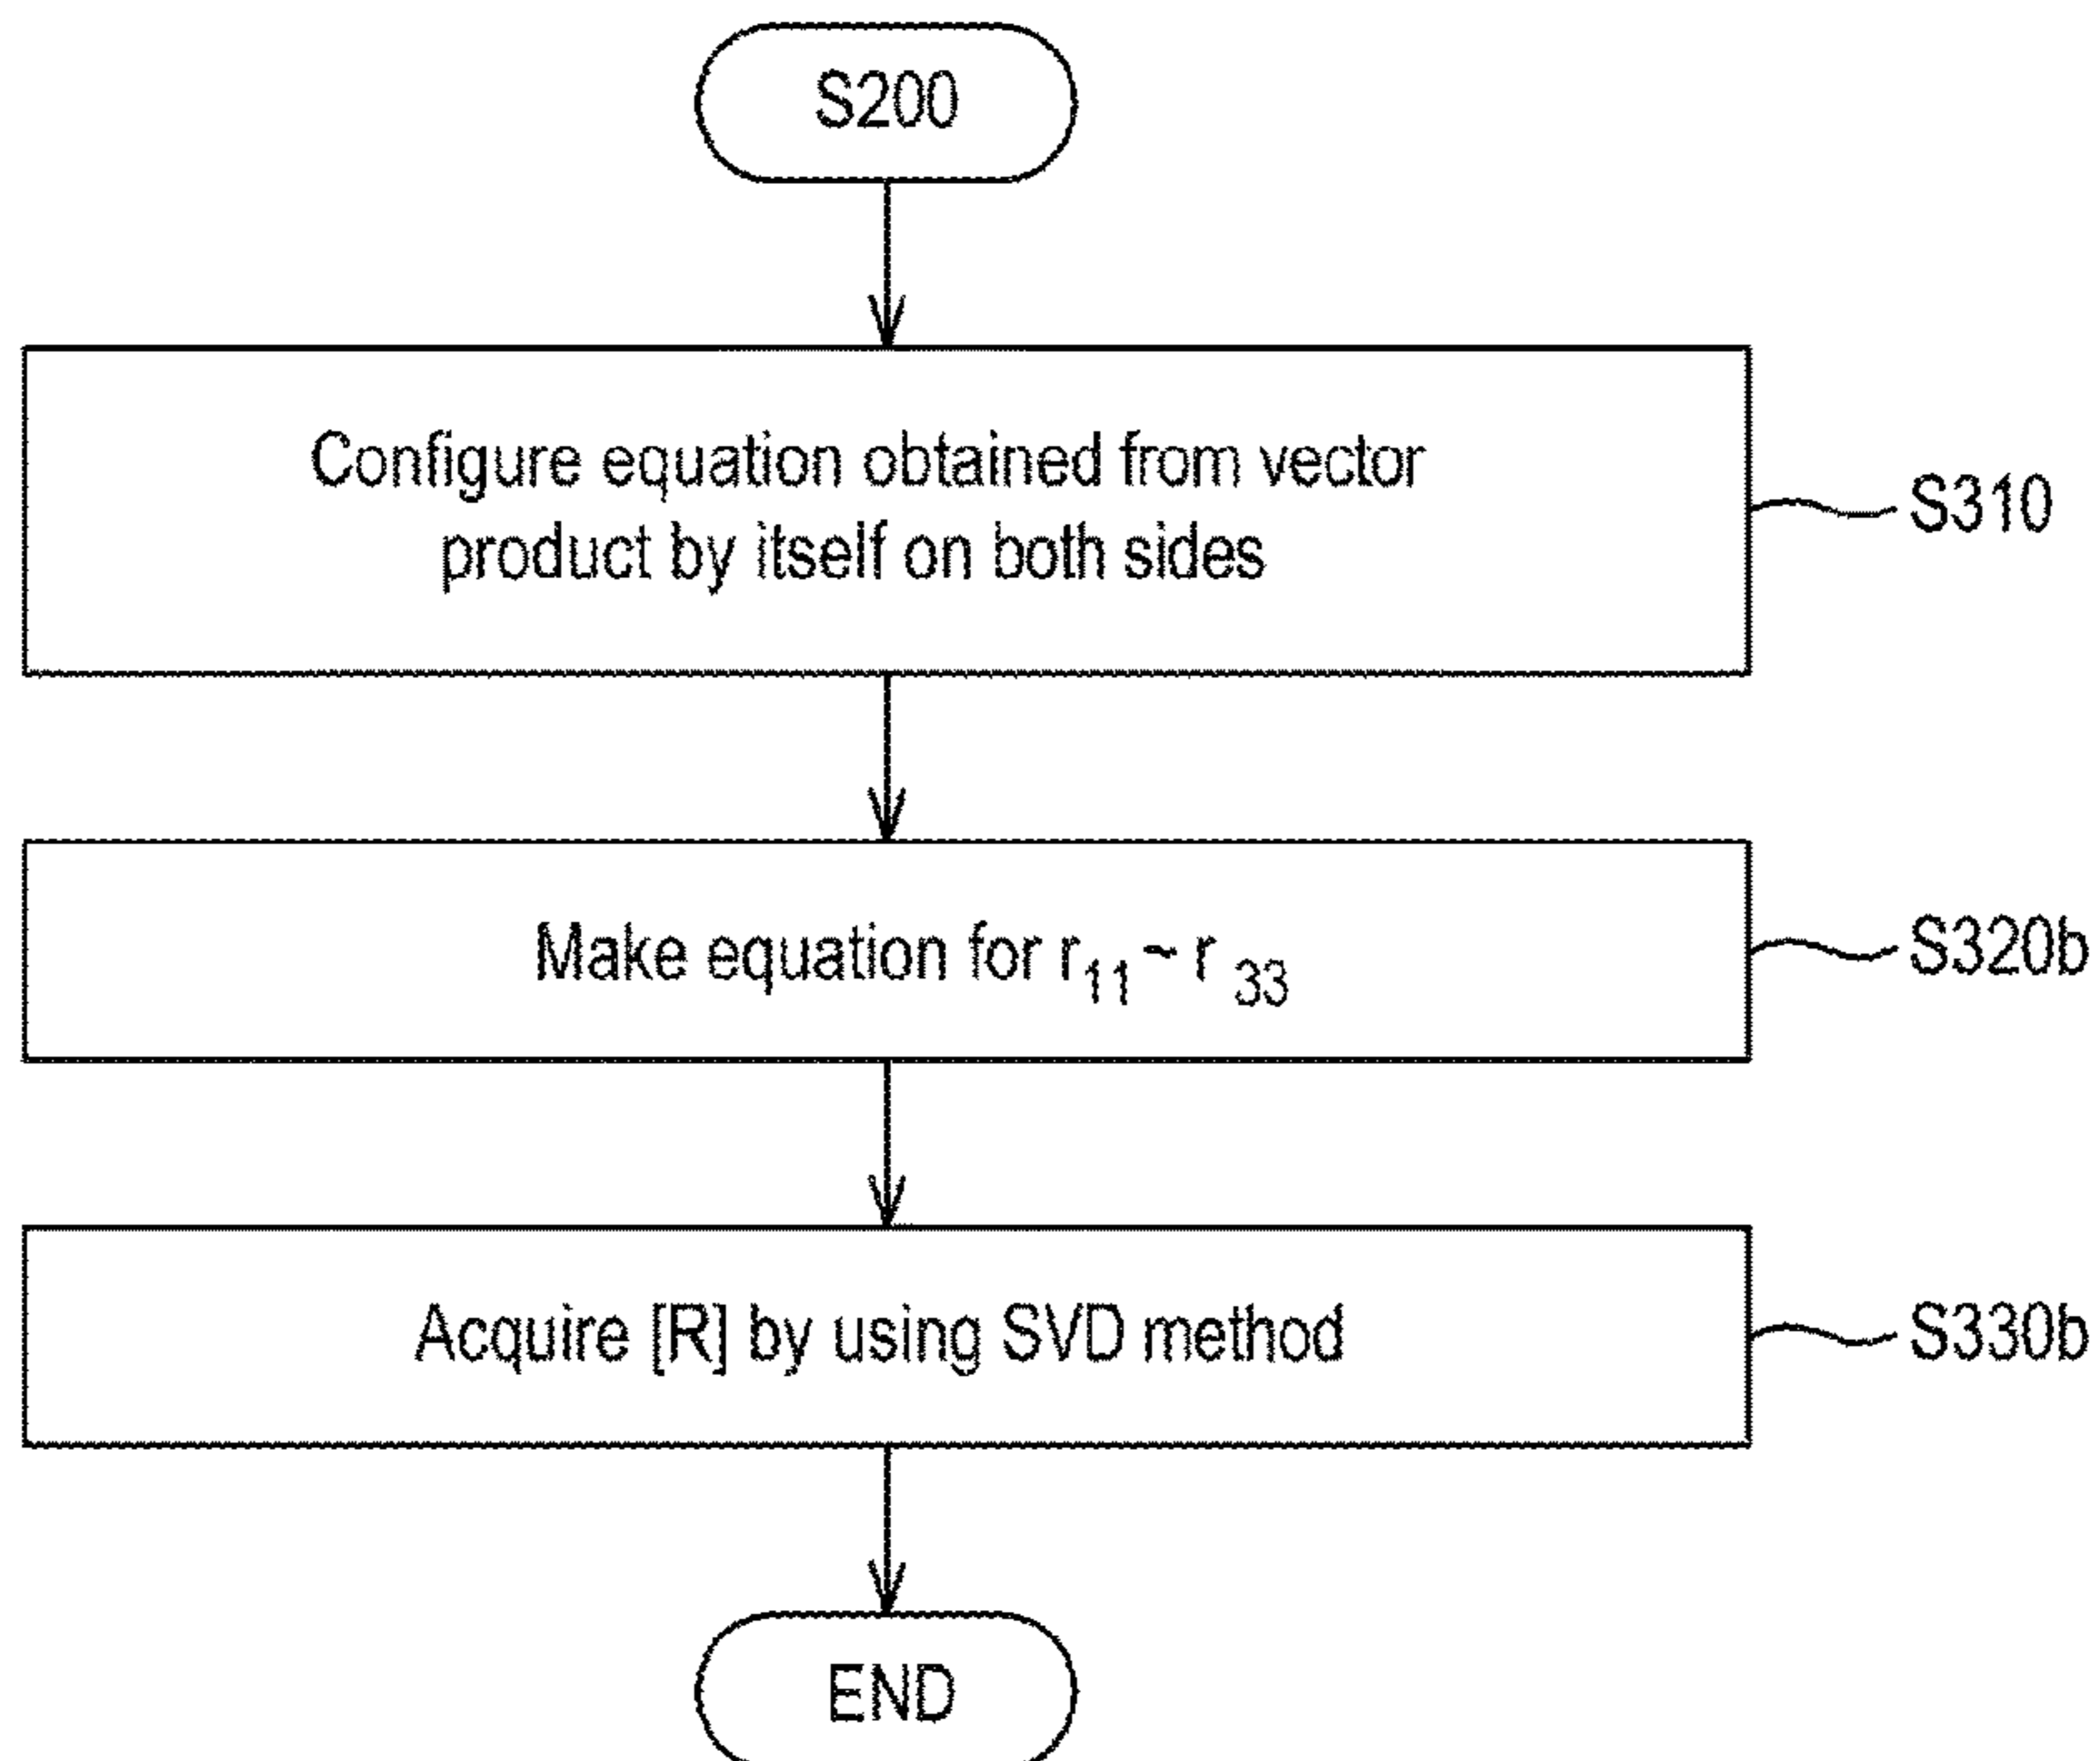 S200
Configure equation obtained from vector
product by itself on both sides
S310
Make equation for r₁₁ ~ r ₃₃
S320b
Acquire [R] by using SVD method
S330b
END